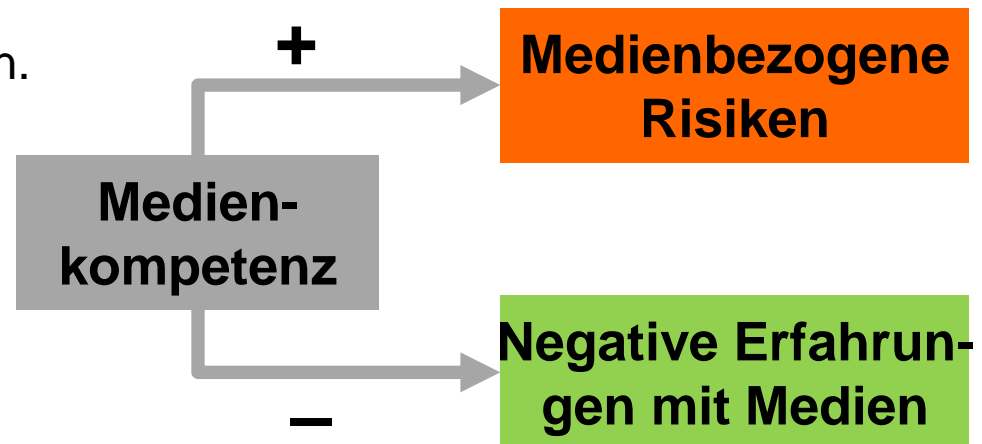 n.
+
Medienbezogene
Risiken
Medien-
kompetenz
Negative Erfahrun-
gen mit Medien
–